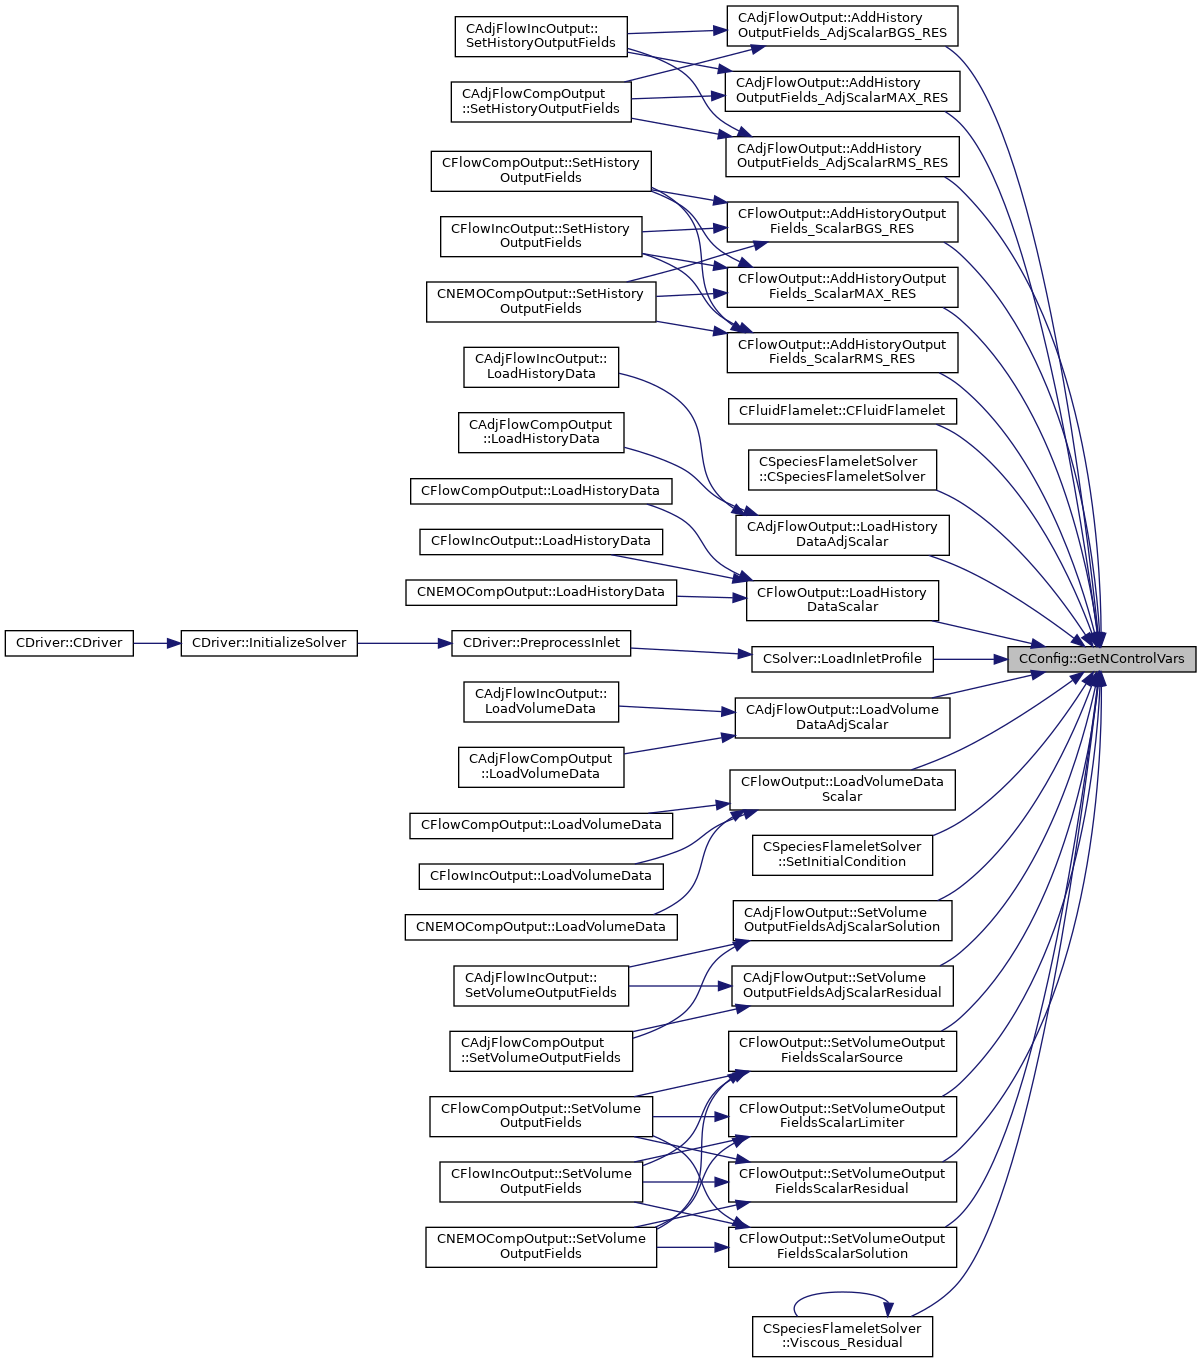 CAdjFlowIncOutput::
SetHistoryOutputFields
CAdjFlowOutput::AddHistory
OutputFields_AdjScalarBGS_RES
CAdjFlowCompOutput
::SetHistoryOutputFields
CAdjFlowOutput::AddHistory
OutputFields_AdjScalarMAX_RES
CAdjFlowOutput::AddHistory
OutputFields_AdjScalarRMS_RES
CFlowCompOutput::SetHistory
OutputFields
CFlowOutput::AddHistoryOutput
Fields_ScalarBGS_RES
CFlowIncOutput::SetHistory
OutputFields
CFlowOutput::AddHistoryOutput
Fields_ScalarMAX_RES
CNEMOCompOutput::SetHistory
OutputFields
CFlowOutput::AddHistoryOutput
Fields_ScalarRMS_RES
CAdjFlowIncOutput::
LoadHistoryData
CFluidFlamelet::CFluidFlamelet
CAdjFlowCompOutput
::LoadHistoryData
CSpeciesFlameletSolver
::CSpeciesFlameletSolver
CFlowCompOutput::LoadHistoryData
CAdjFlowOutput::LoadHistory
DataAdjScalar
CFlowIncOutput::LoadHistoryData
CNEMOCompOutput::LoadHistoryData
CFlowOutput::LoadHistory
DataScalar
CDriver::CDriver
CDriver::InitializeSolver
CDriver::PreprocessInlet
CSolver::LoadInletProfile
CConfig::GetNControlVars
CAdjFlowIncOutput::
LoadVolumeData
CAdjFlowOutput::LoadVolume
DataAdjScalar
CAdjFlowCompOutput
::LoadVolumeData
CFlowOutput::LoadVolumeData
Scalar
CFlowCompOutput::LoadVolumeData
CSpeciesFlameletSolver
::SetInitialCondition
CFlowIncOutput::LoadVolumeData
CNEMOCompOutput::LoadVolumeData
CAdjFlowOutput::SetVolume
OutputFieldsAdjScalarSolution
CAdjFlowIncOutput::
SetVolumeOutputFields
CAdjFlowOutput::SetVolume
OutputFieldsAdjScalarResidual
CAdjFlowCompOutput
::SetVolumeOutputFields
CFlowOutput::SetVolumeOutput
FieldsScalarSource
CFlowCompOutput::SetVolume
OutputFields
CFlowOutput::SetVolumeOutput
FieldsScalarLimiter
CFlowIncOutput::SetVolume
OutputFields
CFlowOutput::SetVolumeOutput
FieldsScalarResidual
CNEMOCompOutput::SetVolume
OutputFields
CFlowOutput::SetVolumeOutput
FieldsScalarSolution
CSpeciesFlameletSolver
::Viscous_Residual